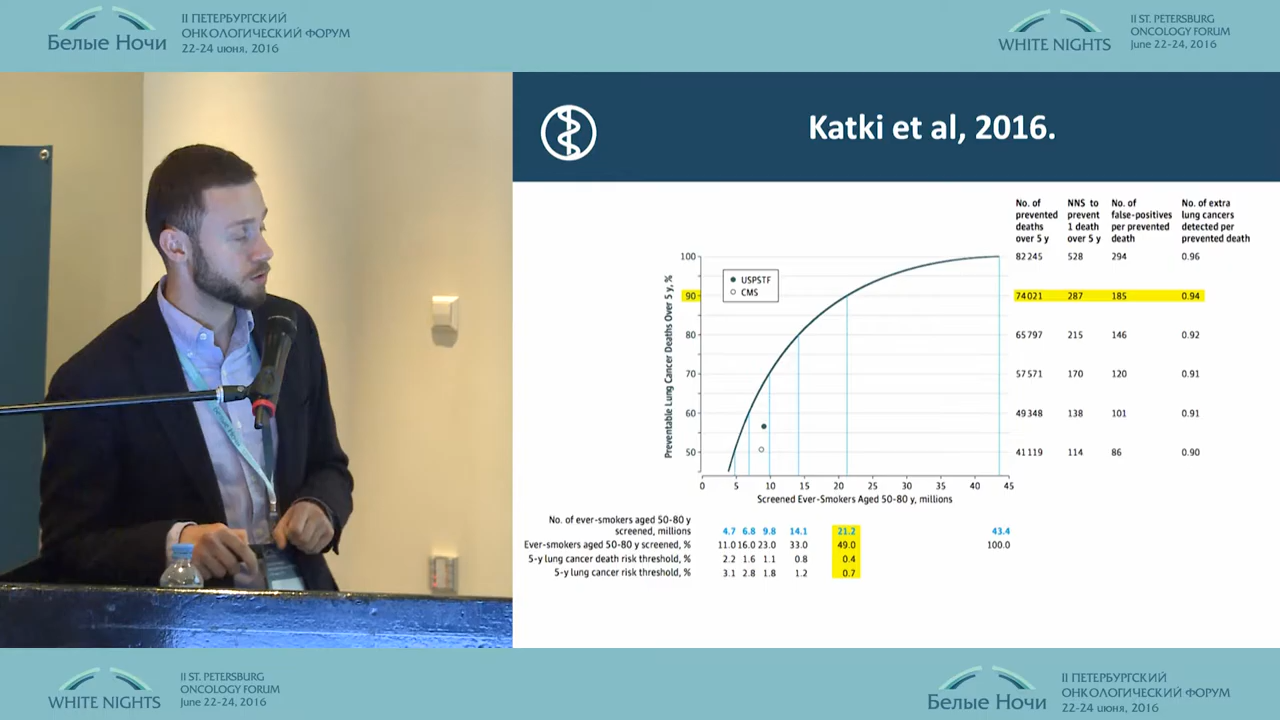 Белые Ночи
II ПЕТЕРБУРГСКИЙ
ОНКОЛОГИЧЕСКИЙ ФОРУМ
22-24 июня, 2016
WHITE NIGHTS
II ST. PETERSBURG
ONCOLOGY FORUM
June 22-24, 2016
Katki et al, 2016.
No. of prevented deaths over 5 y
NNS to prevent 1 death over 5 y
No. of false-positives per prevented death
No. of extra lung cancers detected per prevented death
82 245 528 294 0.96
74 021 287 185 0.94
65 797 215 146 0.92
57 571 170 120 0.91
49 348 138 101 0.91
41 119 114 86 0.90
Preventable Lung Cancer Deaths Over 5 y, %
100
90
80
70
60
50
USPSTF
CMS
0 5 10 15 20 25 30 35 40 45
Screened Ever-Smokers Aged 50-80 y, millions
No. of ever-smokers aged 50-80 y
screened, millions 4.7 6.8 9.8 14.1 21.2 43.4
Ever-smokers aged 50-80 y screened, % 11.0 16.0 23.0 33.0 49.0 100.0
5-y lung cancer death risk threshold, % 2.2 1.6 1.1 0.8 0.4
5-y lung cancer risk threshold, % 3.1 2.8 1.8 1.2 0.7
WHITE NIGHTS
II ST. PETERSBURG
ONCOLOGY FORUM
June 22-24, 2016
Белые Ночи
II ПЕТЕРБУРГСКИЙ
ОНКОЛОГИЧЕСКИЙ ФОРУМ
22-24 июня, 2016